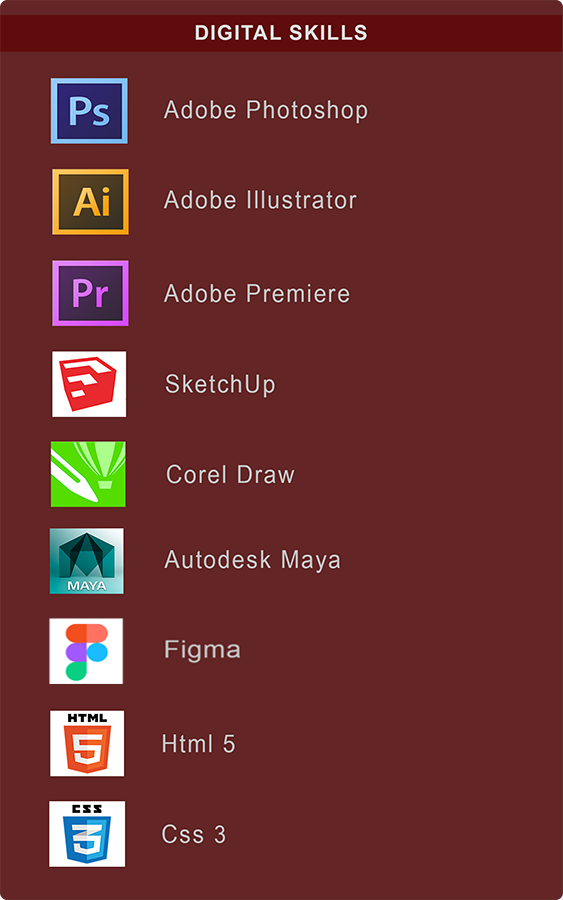 DIGITAL SKILLS
Ps Adobe Photoshop
Ai Adobe Illustrator
Pr Adobe Premiere
SketchUp
Corel Draw
MAYA Autodesk Maya
Figma
HTML
5 Html 5
CSS
3 Css 3